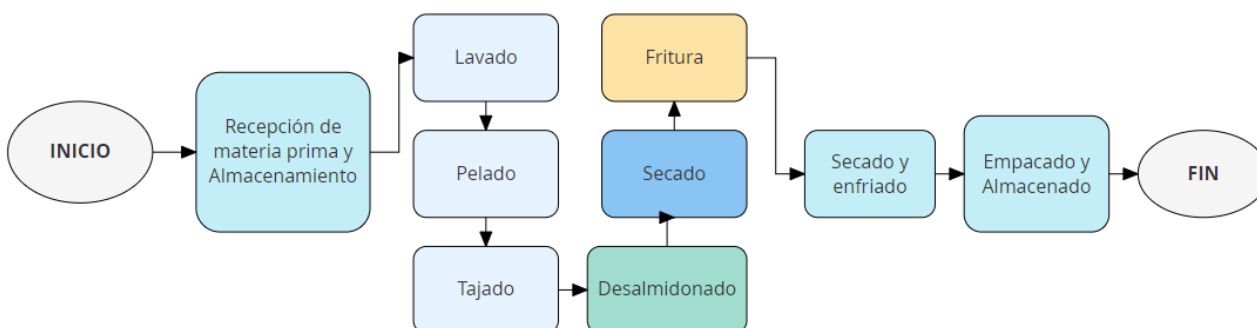 INICIO
Recepción de
materia prima y
Almacenamiento
Lavado
Pelado
Tajado
Desalmidonado
Secado
Fritura
Secado y
enfriado
Empacado y
Almacenado
FIN